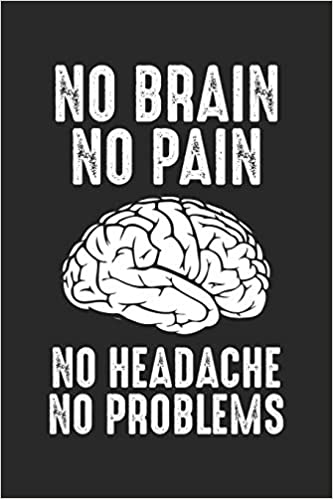 NO BRAIN
NO PAIN
NO HEADACHE
NO PROBLEMS